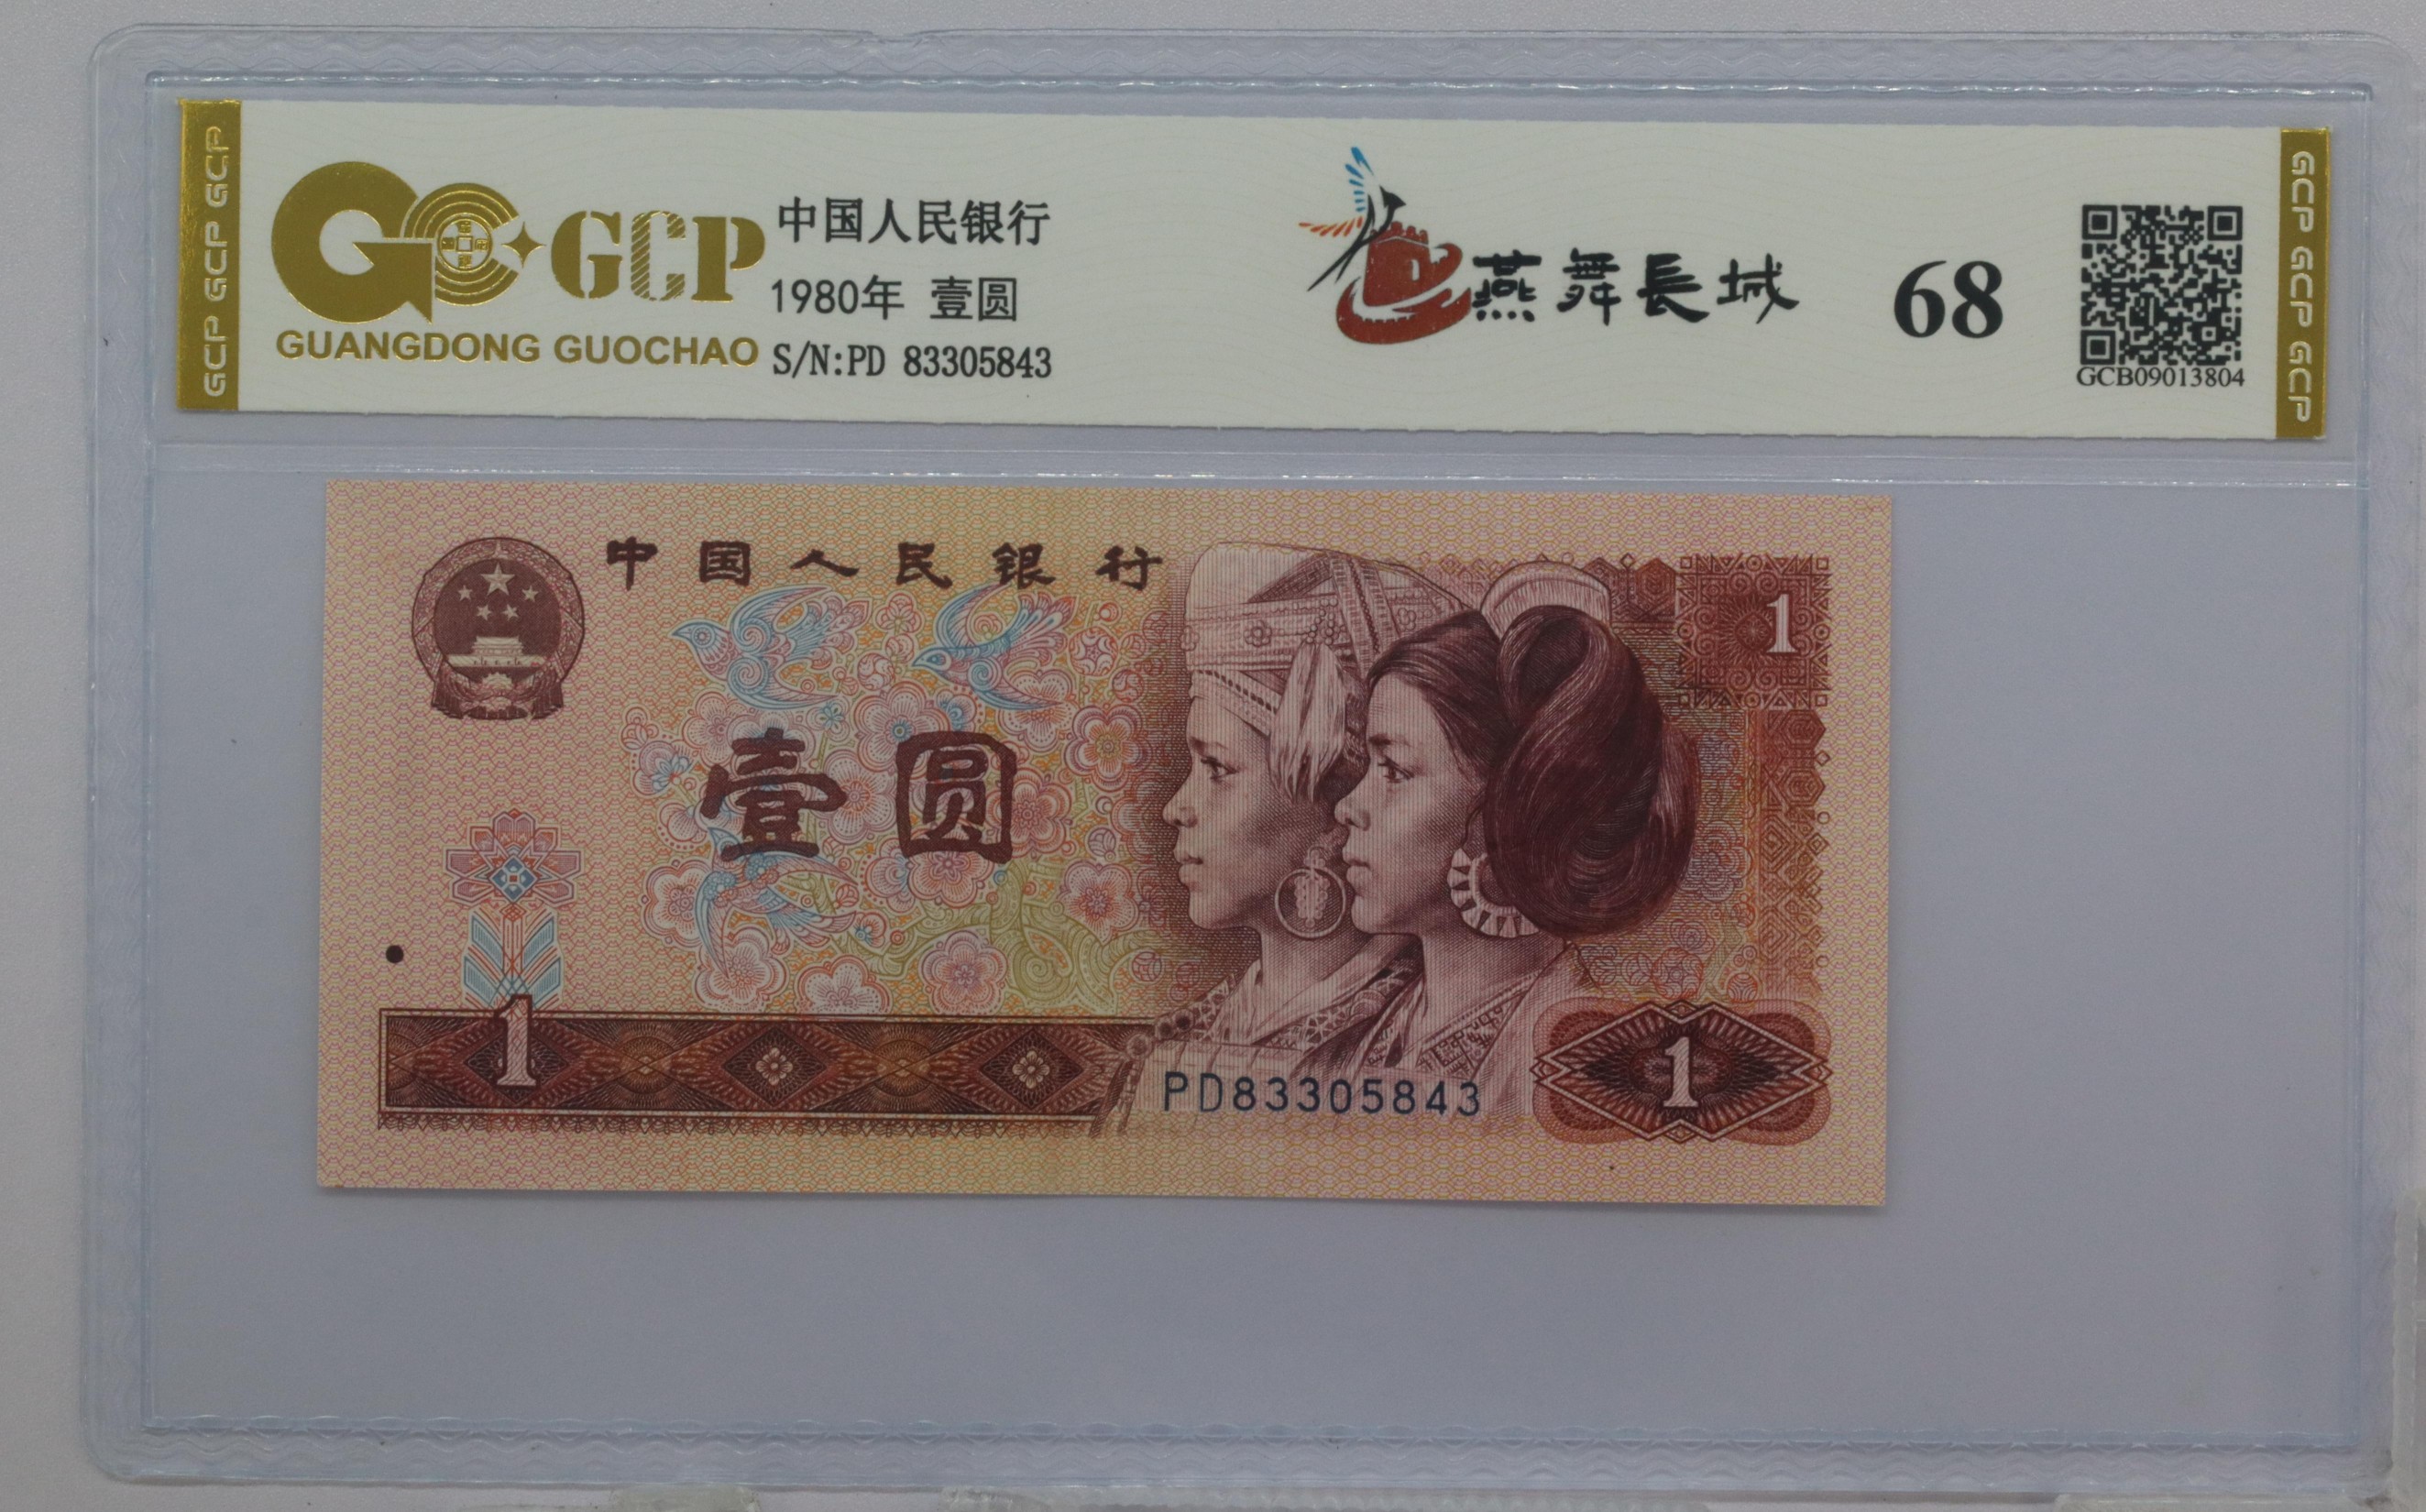 GCP GCP GCP
GCP
GUANGDONG GUOCHAO
中国人民银行
1980年 壹圆
S/N:PD 83305843
燕舞長城
68
GCB09013804
GCP GCP GCP
中国人民银行
1
壹圆
1
PD83305843
1